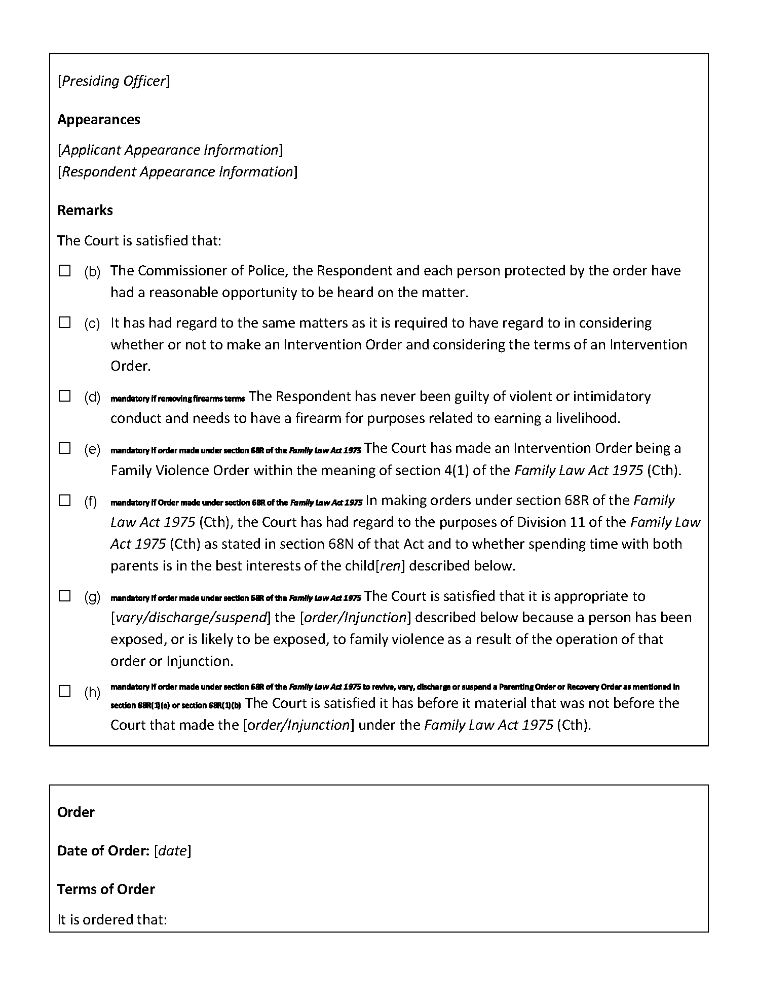 [Presiding Officer]
Appearances
[Applicant Appearance Information]
[Respondent Appearance Information]
Remarks
The Court is satisfied that:
☐ (b) The Commissioner of Police, the Respondent and each person protected by the order have
had a reasonable opportunity to be heard on the matter.
☐ (c) It has had regard to the same matters as it is required to have regard to in considering
whether or not to make an Intervention Order and considering the terms of an Intervention
Order.
☐ (d) mandatory if removing firearms terms The Respondent has never been guilty of violent or intimidatory
conduct and needs to have a firearm for purposes related to earning a livelihood.
☐ (e) mandatory if order made under section 68R of the Family Law Act 1975 The Court has made an Intervention Order being a
Family Violence Order within the meaning of section 4(1) of the Family Law Act 1975 (Cth).
☐ (f) mandatory if Order made under section 68R of the Family Law Act 1975 In making orders under section 68R of the Family
Law Act 1975 (Cth), the Court has had regard to the purposes of Division 11 of the Family Law
Act 1975 (Cth) as stated in section 68N of that Act and to whether spending time with both
parents is in the best interests of the child[ren] described below.
☐ (g) mandatory if order made under section 68R of the Family Law Act 1975 The Court is satisfied that it is appropriate to
[vary/discharge/suspend] the [order/Injunction] described below because a person has been
exposed, or is likely to be exposed, to family violence as a result of the operation of that
order or Injunction.
☐ (h) mandatory if order made under section 68R of the Family Law Act 1975 to revive, vary, discharge or suspend a Parenting Order or Recovery Order as mentioned in
section 68R(1)(a) or section 68R(1)(b) The Court is satisfied it has before it material that was not before the
Court that made the [order/Injunction] under the Family Law Act 1975 (Cth).
Order
Date of Order: [date]
Terms of Order
It is ordered that: